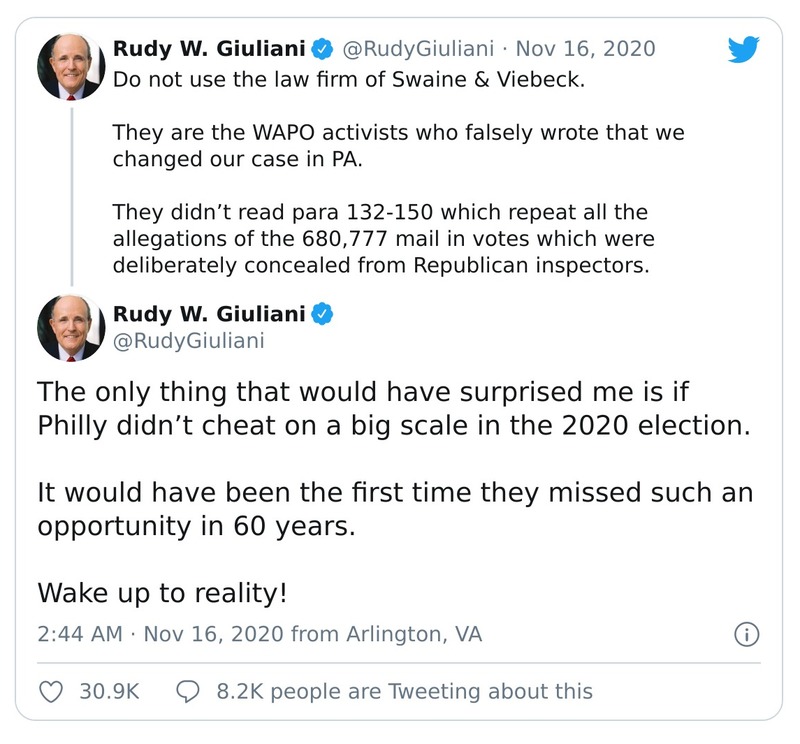 Rudy W. Giuliani @RudyGiuliani · Nov 16, 2020
Do not use the law firm of Swaine & Viebeck.
They are the WAPO activists who falsely wrote that we
changed our case in PA.
They didn’t read para 132-150 which repeat all the
allegations of the 680,777 mail in votes which were
deliberately concealed from Republican inspectors.
Rudy W. Giuliani
@RudyGiuliani
The only thing that would have surprised me is if
Philly didn’t cheat on a big scale in the 2020 election.
It would have been the first time they missed such an
opportunity in 60 years.
Wake up to reality!
2:44 AM · Nov 16, 2020 from Arlington, VA
30.9K 8.2K people are Tweeting about this